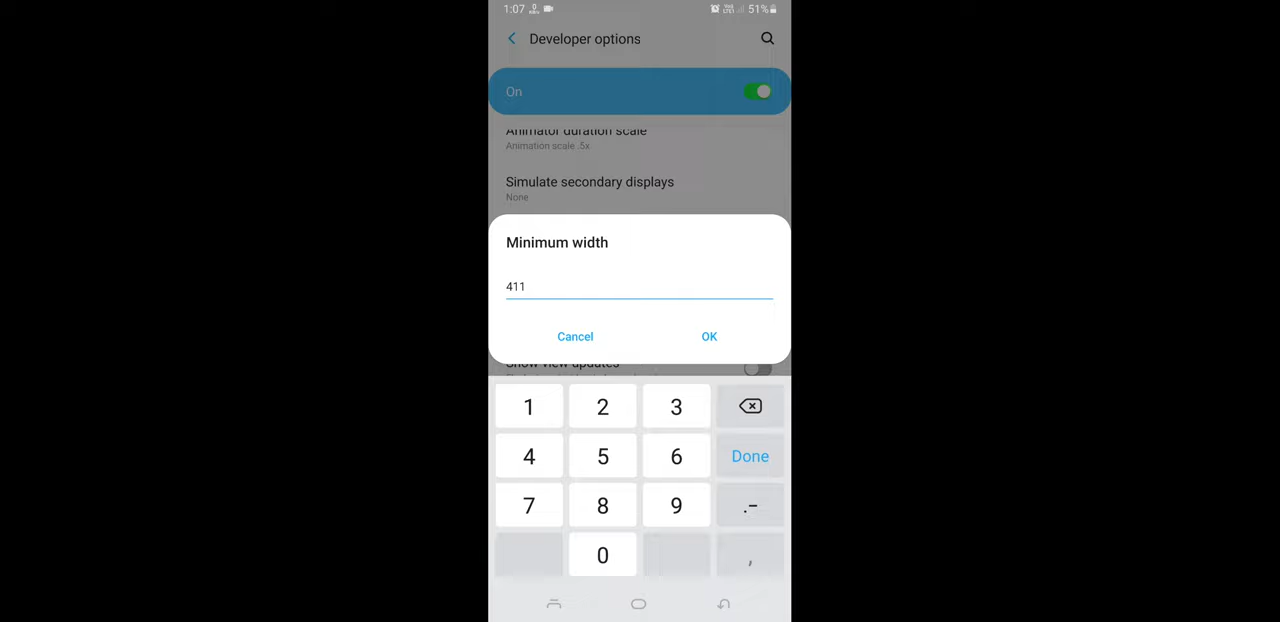 1:07 51%
Developer options
On
Animator duration scale
Animation scale .5x
Simulate secondary displays
None
Minimum width
411
Cancel OK
Show view updates
1 2 3
4 5 6 Done
7 8 9 .-
0 ,